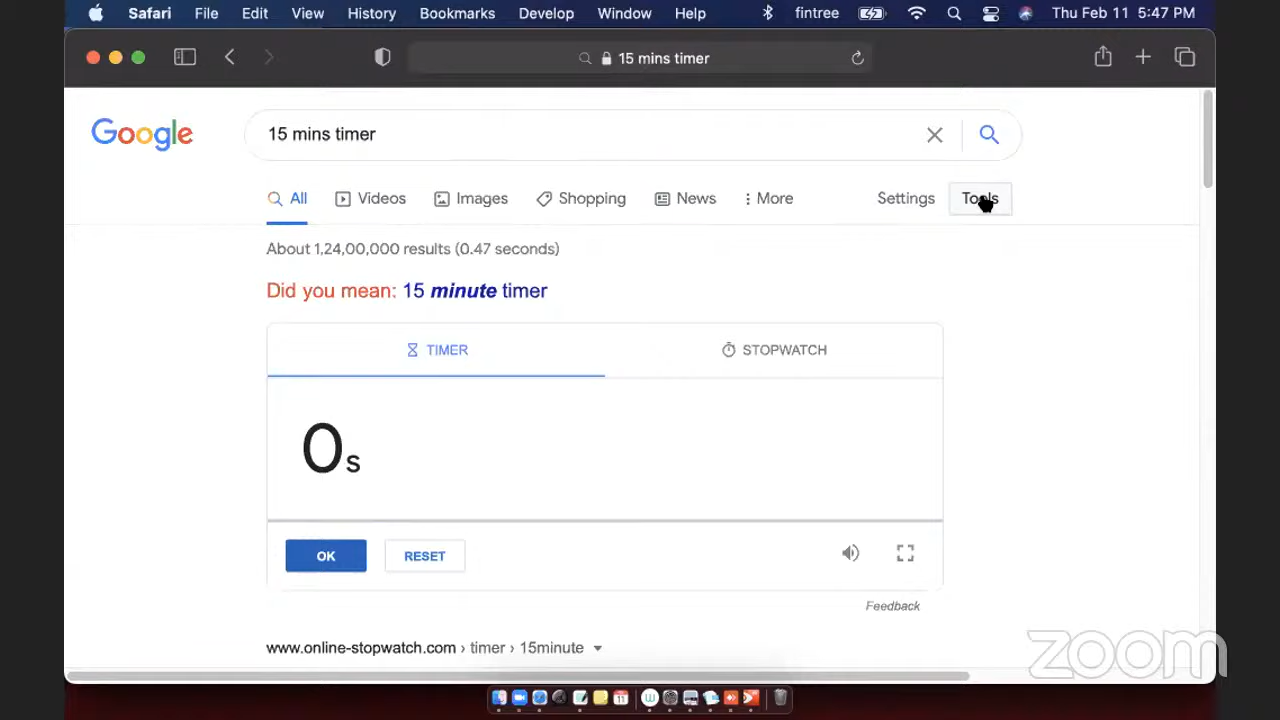 Safari File Edit View History Bookmarks Develop Window Help fintree Thu Feb 11 5:47 PM
15 mins timer
Google 15 mins timer
All Videos Images Shopping News More Settings Tools
About 1,24,00,000 results (0.47 seconds)
Did you mean: 15 minute timer
TIMER STOPWATCH
0s
OK RESET
Feedback
www.online-stopwatch.com › timer › 15minute
zoom